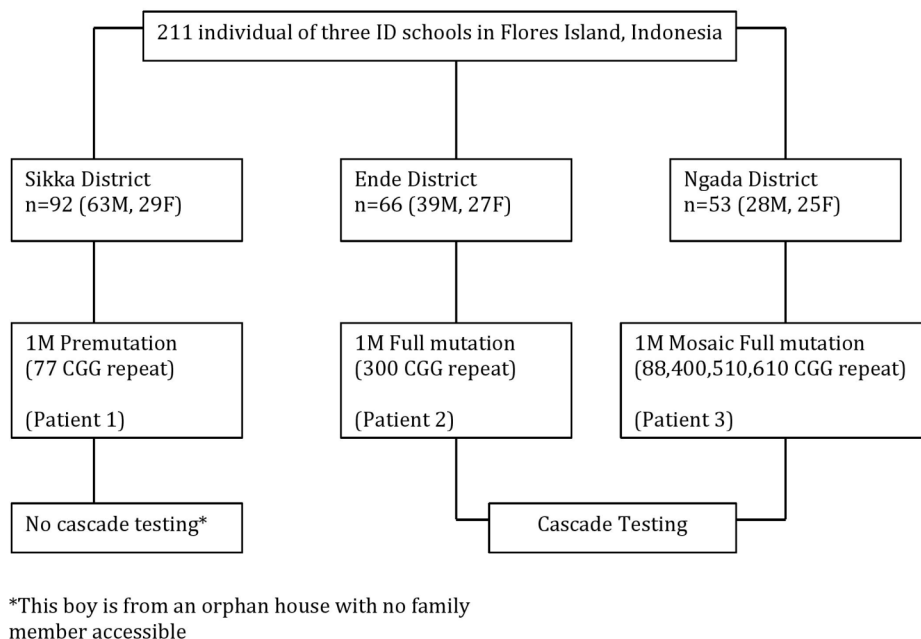 211 individual of three ID schools in Flores Island, Indonesia
Sikka District
n=92 (63M, 29F)
Ende District
n=66 (39M, 27F)
Ngada District
n=53 (28M, 25F)
1M Premutation
(77 CGG repeat)
(Patient 1)
1M Full mutation
(300 CGG repeat)
(Patient 2)
1M Mosaic Full mutation
(88,400,510,610 CGG repeat)
(Patient 3)
No cascade testing*
Cascade Testing
*This boy is from an orphan house with no family
member accessible